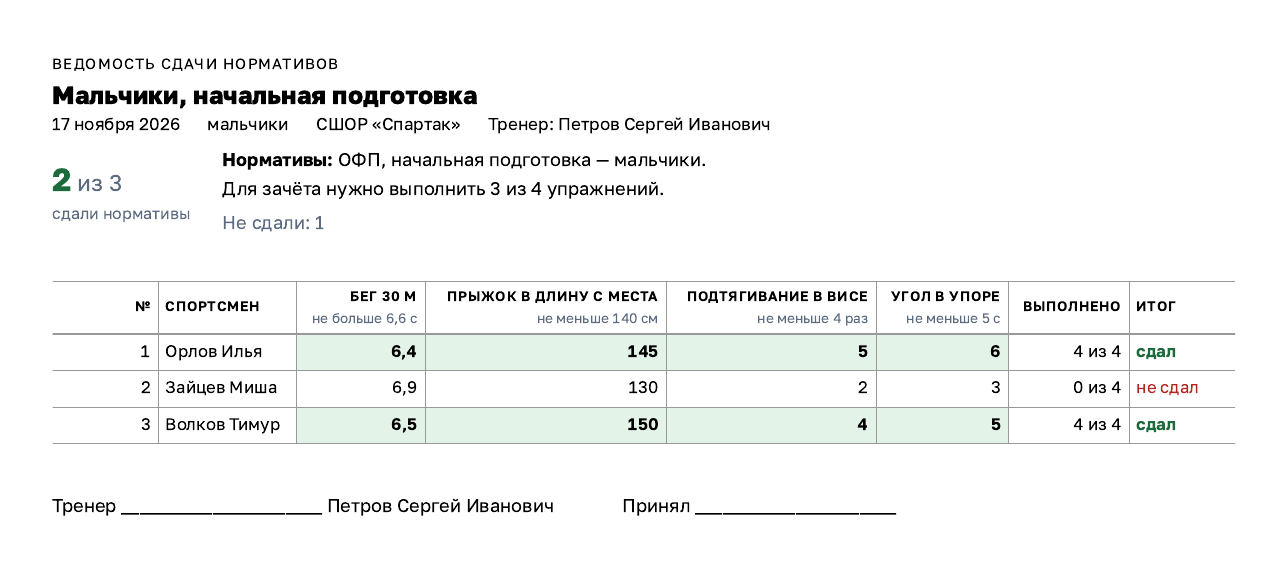 ВЕДОМОСТЬ СДАЧИ НОРМАТИВОВ
Мальчики, начальная подготовка
17 ноября 2026 мальчики СШОР «Спартак» Тренер: Петров Сергей Иванович
2 из 3
сдали нормативы
Нормативы: ОФП, начальная подготовка — мальчики.
Для зачёта нужно выполнить 3 из 4 упражнений.
Не сдали: 1
№ СПОРТСМЕН БЕГ 30 М ПРЫЖОК В ДЛИНУ С МЕСТА ПОДТЯГИВАНИЕ В ВИСЕ УГОЛ В УПОРЕ ВЫПОЛНЕНО ИТОГ
не больше 6,6 с не меньше 140 см не меньше 4 раз не меньше 5 с
1 Орлов Илья 6,4 145 5 6 4 из 4 сдал
2 Зайцев Миша 6,9 130 2 3 0 из 4 не сдал
3 Волков Тимур 6,5 150 4 5 4 из 4 сдал
Тренер ______________________ Петров Сергей Иванович Принял ______________________